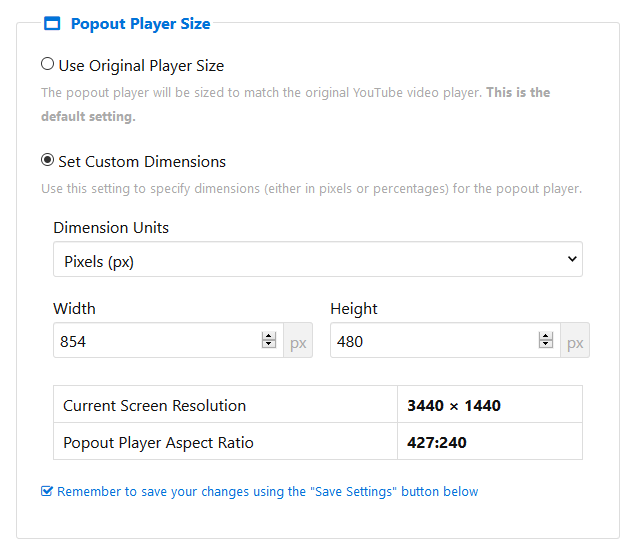 Popout Player Size
Use Original Player Size
The popout player will be sized to match the original YouTube video player. This is the
default setting.
Set Custom Dimensions
Use this setting to specify dimensions (either in pixels or percentages) for the popout player.
Dimension Units
Pixels (px)
Width Height
854 px 480 px
Current Screen Resolution 3440 × 1440
Popout Player Aspect Ratio 427:240
Remember to save your changes using the "Save Settings" button below